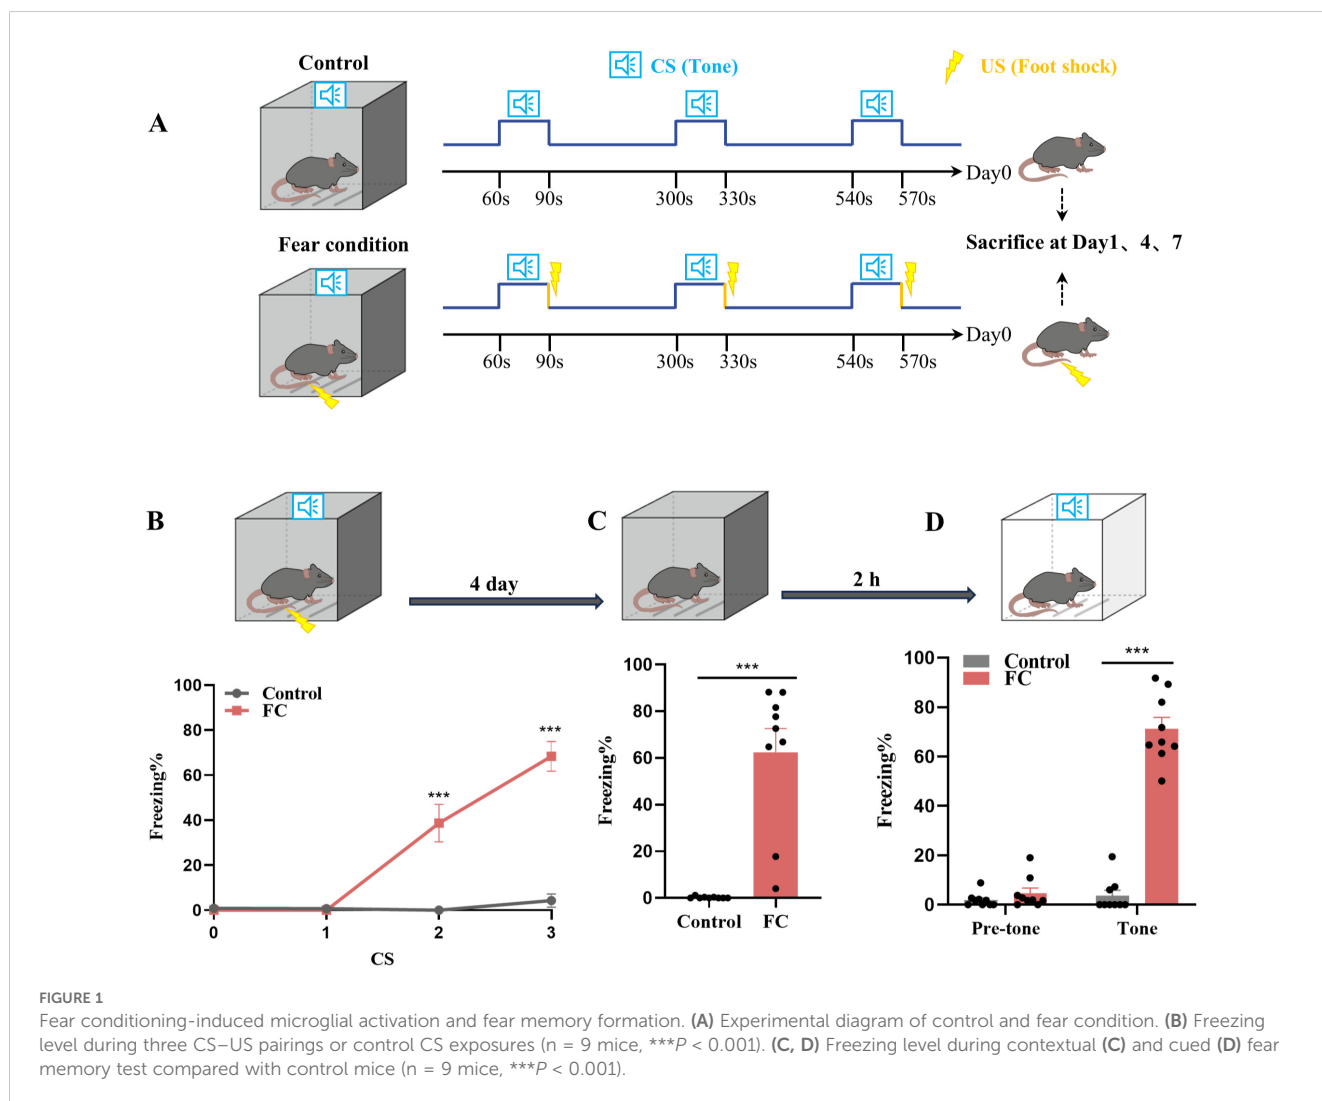 Control
CS (Tone)
US (Foot shock)
A
60s 90s 300s 330s 540s 570s
Day0
Sacrifice at Day1、4、7
Fear condition
60s 90s 300s 330s 540s 570s
Day0
B
4 day
C
2 h
D
100
80
60
40
20
0
Freezing%
Control
FC
***
***
0 1 2 3
CS
100
80
60
40
20
0
Freezing%
***
Control FC
100
80
60
40
20
0
Freezing%
Control
FC
***
Pre-tone Tone
FIGURE 1
Fear conditioning-induced microglial activation and fear memory formation. (A) Experimental diagram of control and fear condition. (B) Freezing
level during three CS–US pairings or control CS exposures (n = 9 mice, ***P < 0.001). (C, D) Freezing level during contextual (C) and cued (D) fear
memory test compared with control mice (n = 9 mice, ***P < 0.001).